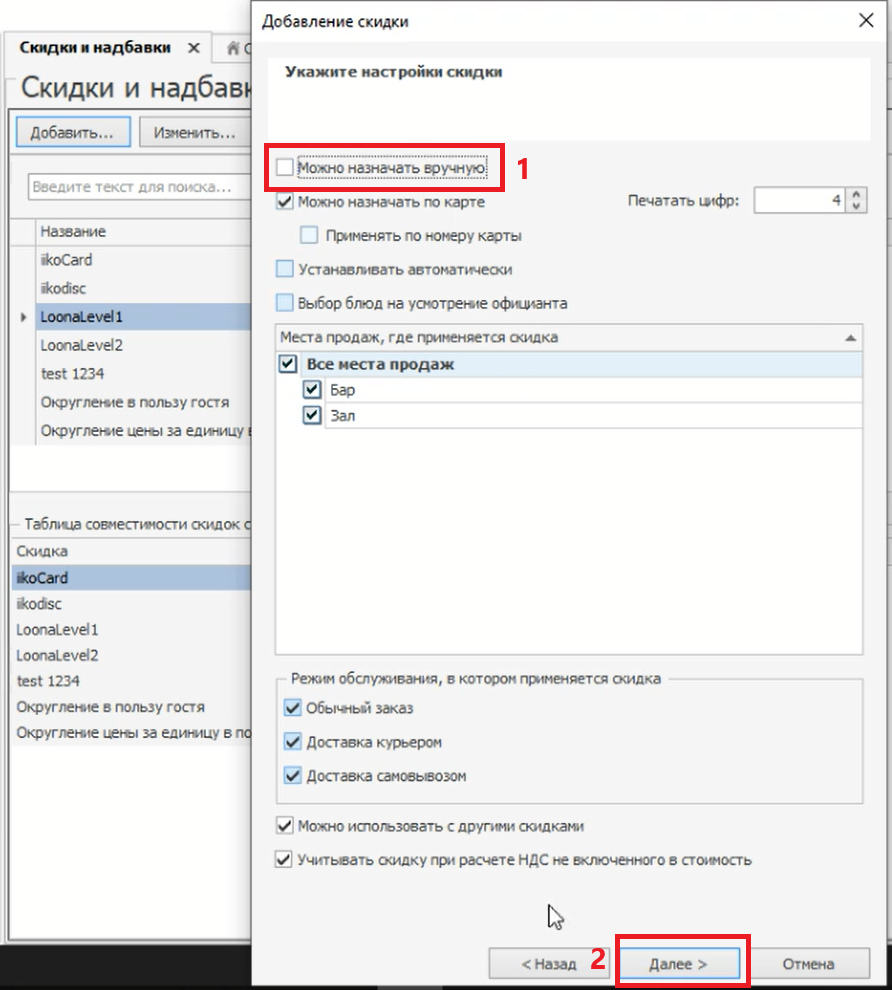 Добавление скидки
Скидки и надбавки
Скидки и надбавк
Укажите настройки скидки
Добавить...
Изменить...
Можно назначать вручную
1
Введите текст для поиска...
Можно назначать по карте
Печатать цифр:
4
Применять по номеру карты
Устанавливать автоматически
Выбор блюд на усмотрение официанта
Название
iikoCard
iikodisc
LoonaLevel1
LoonaLevel2
test 1234
Округление в пользу гостя
Округление цены за единицу в
Места продаж, где применяется скидка
Все места продаж
Бар
Зал
Таблица совместимости скидок с
Скидка
iikoCard
iikodisc
LoonaLevel1
LoonaLevel2
test 1234
Округление в пользу гостя
Округление цены за единицу в по
Режим обслуживания, в котором применяется скидка
Обычный заказ
Доставка курьером
Доставка самовывозом
Можно использовать с другими скидками
Учитывать скидку при расчете НДС не включенного в стоимость
< Назад
2
Далее >
Отмена